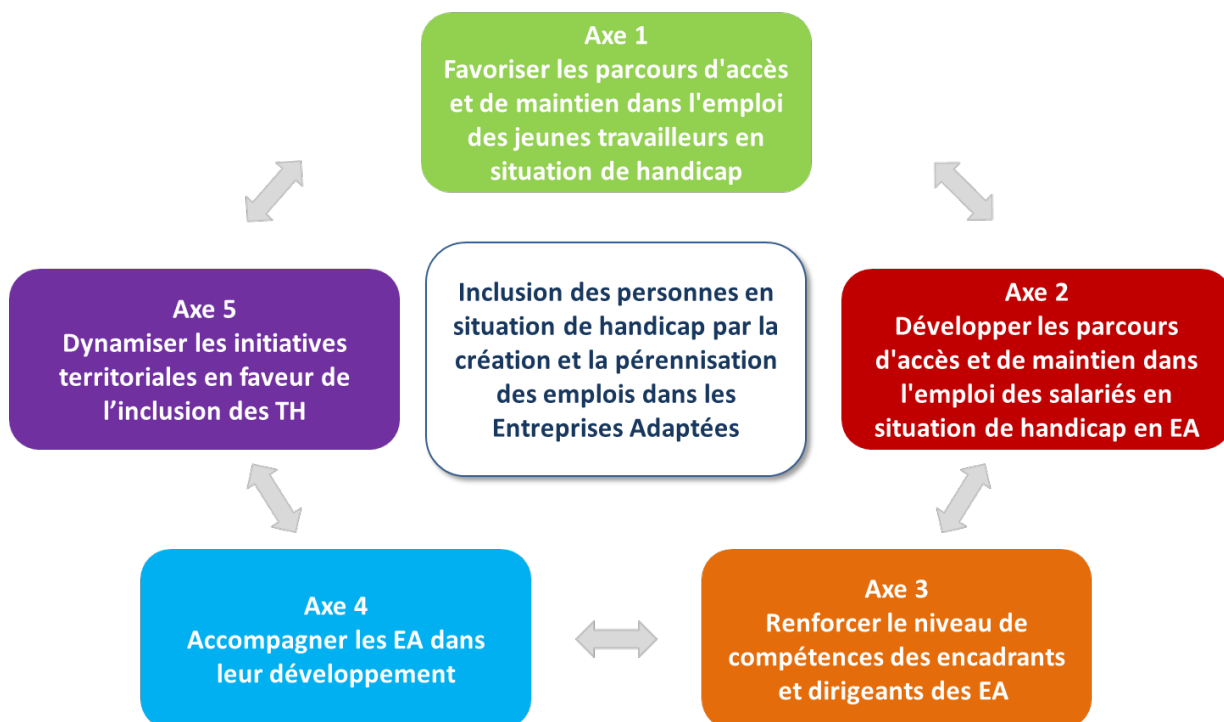 Axe 1
Favoriser les parcours d'accès
et de maintien dans l'emploi
des jeunes travailleurs en
situation de handicap
Axe 5
Dynamiser les initiatives
territoriales en faveur de
l’inclusion des TH
Inclusion des personnes en
situation de handicap par la
création et la pérennisation
des emplois dans les
Entreprises Adaptées
Axe 2
Développer les parcours
d'accès et de maintien dans
l'emploi des salariés en
situation de handicap en EA
Axe 4
Accompagner les EA dans
leur développement
Axe 3
Renforcer le niveau de
compétences des encadrants
et dirigeants des EA